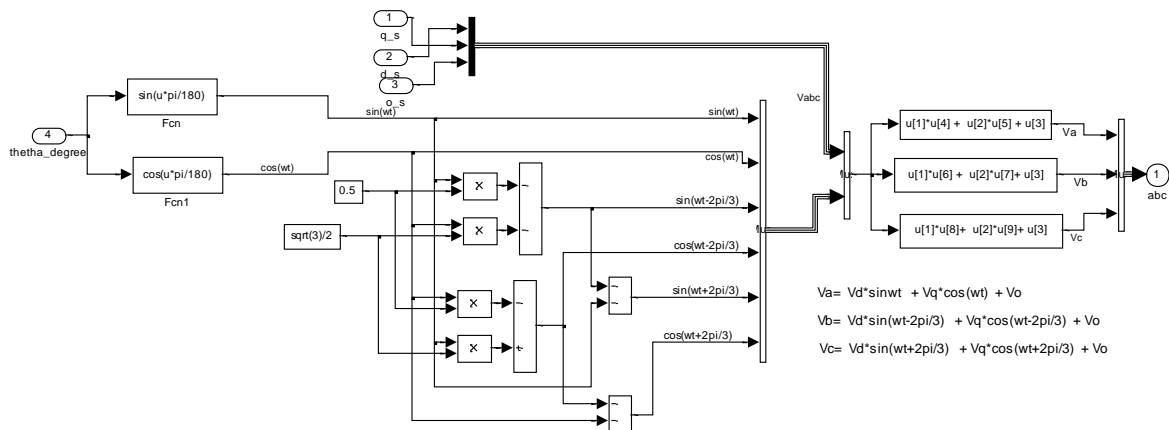 1
q_s
2
d_s
3
o_s
4
thetha_degree
sin(u*pi/180)
Fcn
cos(u*pi/180)
Fcn1
sin(wt)
cos(wt)
0.5
sqrt(3)/2
×
×
×
×
sin(wt)
cos(wt)
sin(wt-2pi/3)
cos(wt-2pi/3)
sin(wt+2pi/3)
cos(wt+2pi/3)
Vabc
u[1]*u[4] + u[2]*u[5] + u[3]
Va
u[1]*u[6] + u[2]*u[7]+ u[3]
Vb
u[1]*u[8]+ u[2]*u[9]+ u[3]
Vc
1
abc
Va= Vd*sinwt + Vq*cos(wt) + Vo
Vb= Vd*sin(wt-2pi/3) + Vq*cos(wt-2pi/3) + Vo
Vc= Vd*sin(wt+2pi/3) + Vq*cos(wt+2pi/3) + Vo